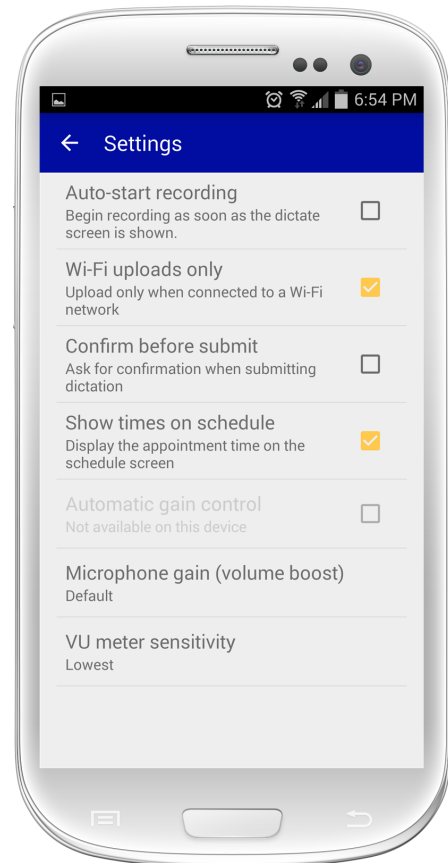 6:54 PM
Settings
Auto-start recording
Begin recording as soon as the dictate
screen is shown.
Wi-Fi uploads only
Upload only when connected to a Wi-Fi
network
Confirm before submit
Ask for confirmation when submitting
dictation
Show times on schedule
Display the appointment time on the
schedule screen
Automatic gain control
Not available on this device
Microphone gain (volume boost)
Default
VU meter sensitivity
Lowest